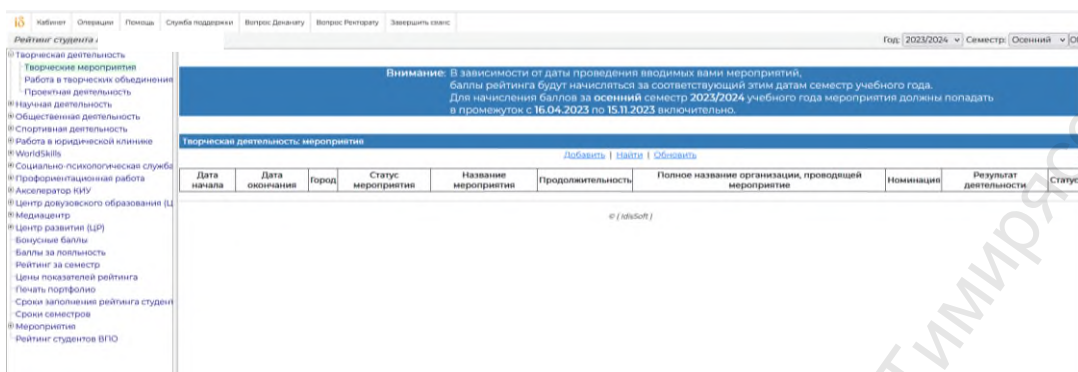 Кабинет Операции Помощь Служба поддержки Вопрос Деканату Вопрос Ректорату Завершить сеанс
Рейтинг студента Год: 2023/2024 Семестр: Осенний
Творческая деятельность
Творческие мероприятия
Работа в творческих объединения
Проектная деятельность
Научная деятельность
Общественная деятельность
Спортивная деятельность
Работа в юридической клинике
WorldSkills
Социально-психологическая служба
Профориентационная работа
Акселератор КИУ
Центр довузовского образования (Ц
Медиацентр
Центр развития (ЦР)
Бонусные баллы
Баллы за лояльность
Рейтинг за семестр
Цены показателей рейтинга
Печать портфолио
Сроки заполнения рейтинга студен
Сроки семестров
Мероприятия
Рейтинг студентов ВПО
Внимание: В зависимости от даты проведения вводимых вами мероприятий,
баллы рейтинга будут начисляться за соответствующий этим датам семестр учебного года.
Для начисления баллов за осенний семестр 2023/2024 учебного года мероприятия должны попадать
в промежуток с 16.04.2023 по 15.11.2023 включительно.
Творческая деятельность: мероприятия
Добавить | Найти | Обновить
Дата начала Дата окончания Город Статус мероприятия Название мероприятия Продолжительность Полное название организации, проводящей мероприятие Номинация Результат деятельности Статус
© { IdisSoft }